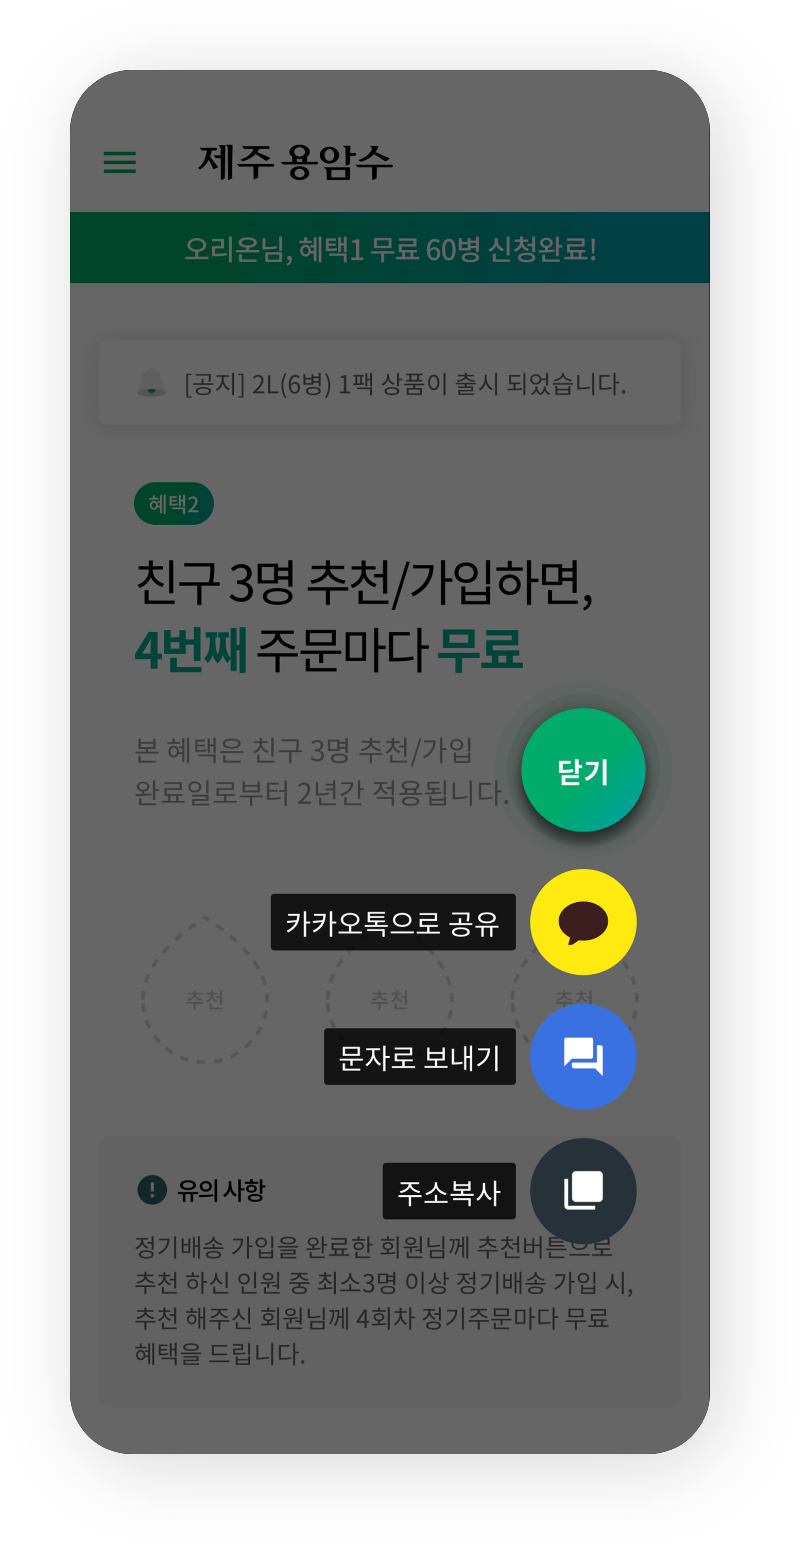 제주 용암수
오리온님, 혜택1 무료 60병 신청완료!
[공지] 2L(6병) 1팩 상품이 출시 되었습니다.
혜택2
친구 3명 추천/가입하면,
4번째 주문마다 무료
본 혜택은 친구 3명 추천/가입
완료일로부터 2년간 적용됩니다.
닫기
카카오톡으로 공유
추천
추천
추천
문자로 보내기
주소복사
유의 사항
정기배송 가입을 완료한 회원님께 추천버튼으로
추천 하신 인원 중 최소3명 이상 정기배송 가입 시,
추천 해주신 회원님께 4회차 정기주문마다 무료
혜택을 드립니다.